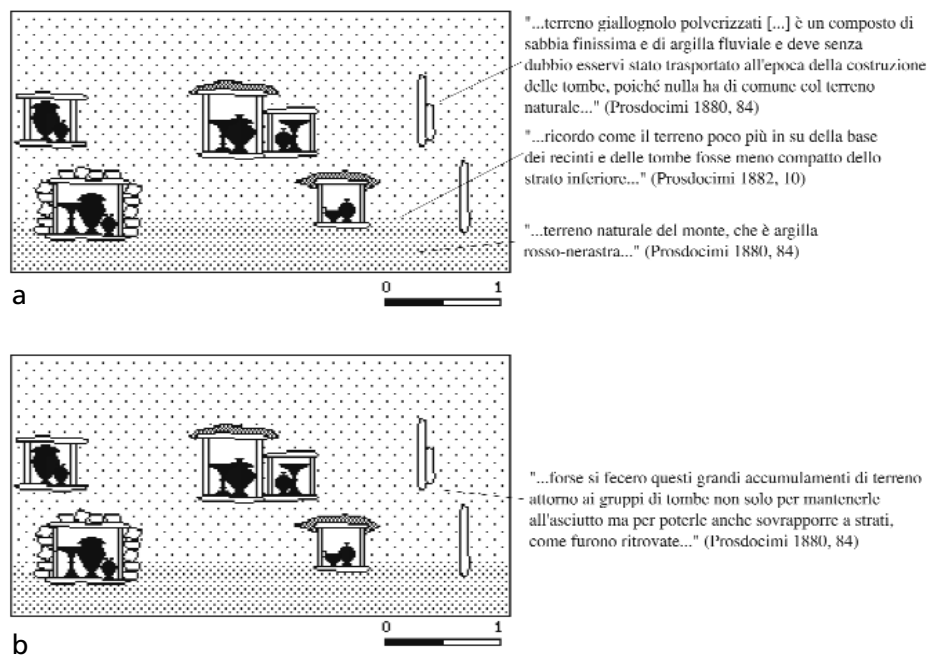 "...terreno giallognolo polverizzati [...] è un composto di
sabbia finissima e di argilla fluviale e deve senza
dubbio esservi stato trasportato all'epoca della costruzione
delle tombe, poiché nulla ha di comune col terreno
naturale..." (Prosdocimi 1880, 84)
"...ricordo come il terreno poco più in su della base
dei recinti e delle tombe fosse meno compatto dello
strato inferiore..." (Prosdocimi 1882, 10)
"...terreno naturale del monte, che è argilla
rosso-nerastra..." (Prosdocimi 1880, 84)
a
0 1
"...forse si fecero questi grandi accumulamenti di terreno
attorno ai gruppi di tombe non solo per mantenerle
all'asciutto ma per poterle anche sovrapporre a strati,
come furono ritrovate..." (Prosdocimi 1880, 84)
b
0 1